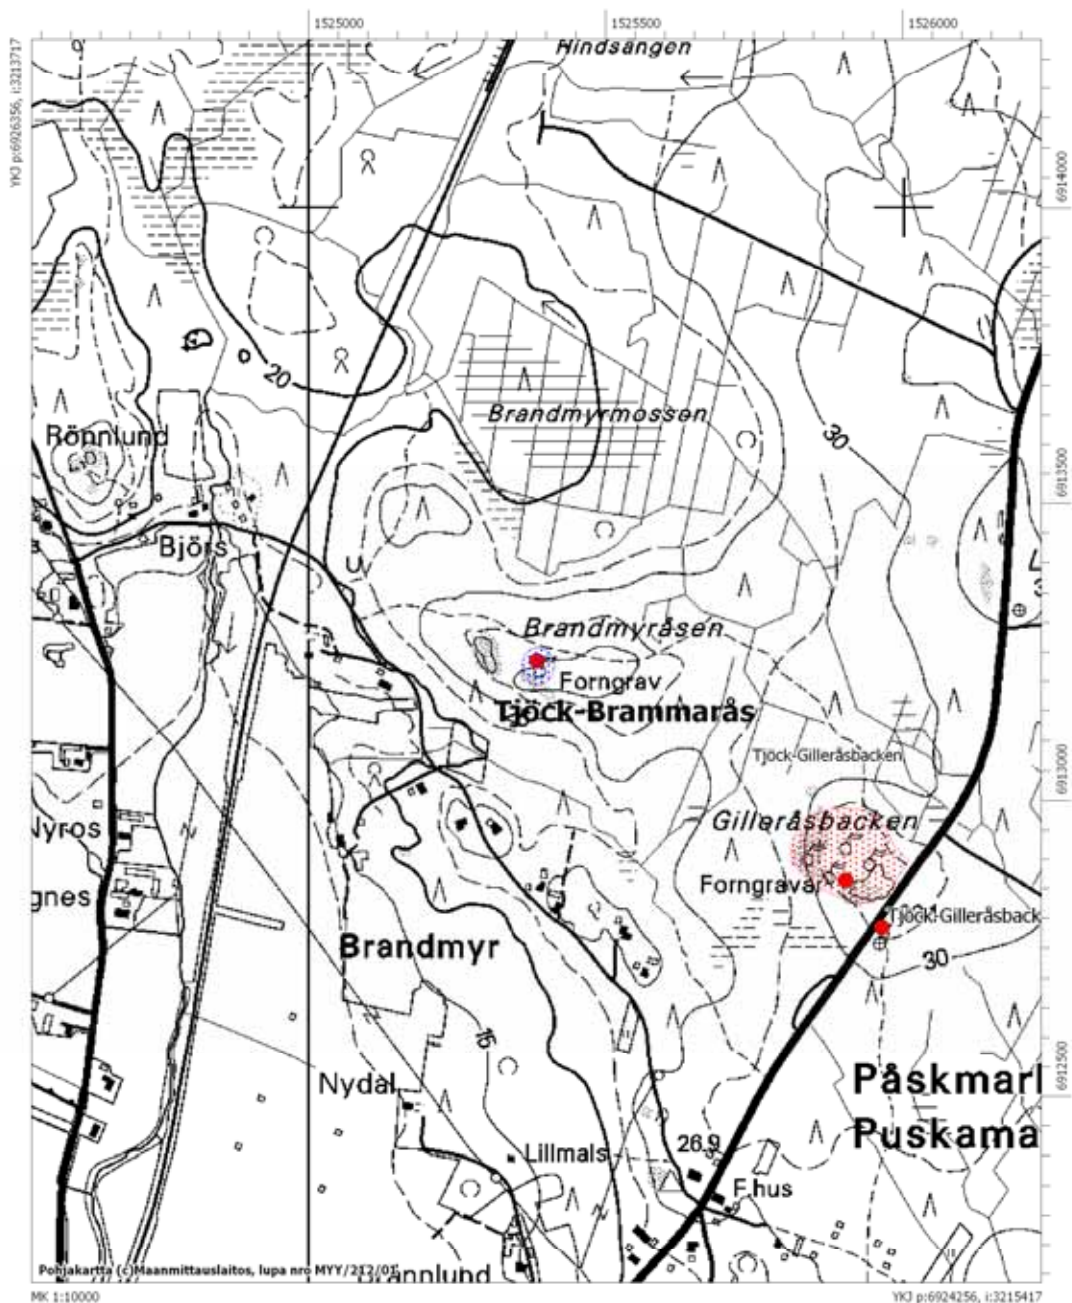 1525000
1525500
1526000
YKJ p:6926356, i:3213717
Hindsängen
6914000
20
Brandmyrmossen
30
Rönnlund
6913500
Björs
Brandmyråsen
Forngrav
Tjöck-Brammarås
Tjöck-Gilleråsbacken
6913000
Gilleråsbacken
Nyros
Forngravar
gnes
Tjöck-Gilleråsback
30
Brandmyr
15
6912500
Påskmar
Nydal
Puskama
26.9
Lillmals
F.hus
Pohjakartta (c)Maanmittauslaitos, lupa nro MYY/212/01
rännlund
MK 1:10000
YKJ p:6924256, i:3215417